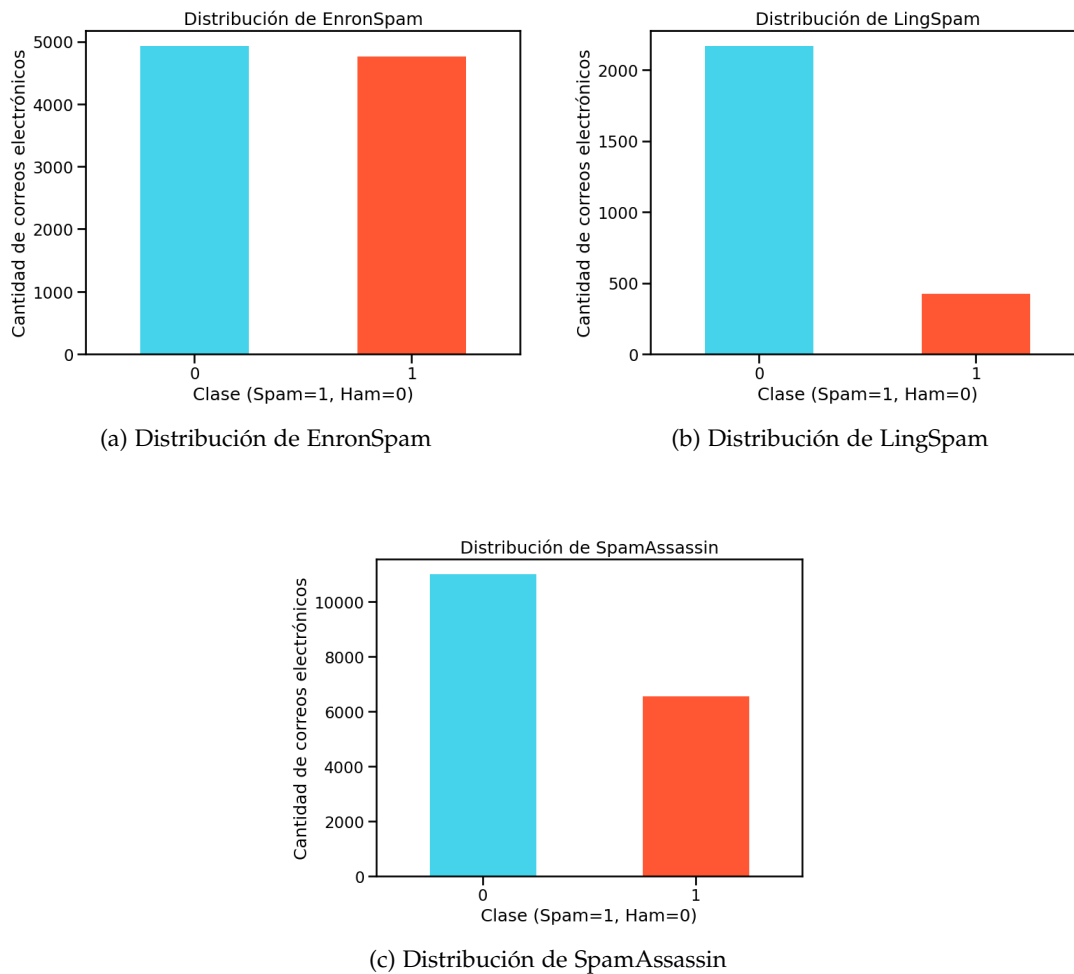 Distribución de EnronSpam
Cantidad de correos electrónicos
5000
4000
3000
2000
1000
0
0 1
Clase (Spam=1, Ham=0)
(a) Distribución de EnronSpam
Distribución de LingSpam
Cantidad de correos electrónicos
2000
1500
1000
500
0
0 1
Clase (Spam=1, Ham=0)
(b) Distribución de LingSpam
Distribución de SpamAssassin
Cantidad de correos electrónicos
10000
8000
6000
4000
2000
0
0 1
Clase (Spam=1, Ham=0)
(c) Distribución de SpamAssassin